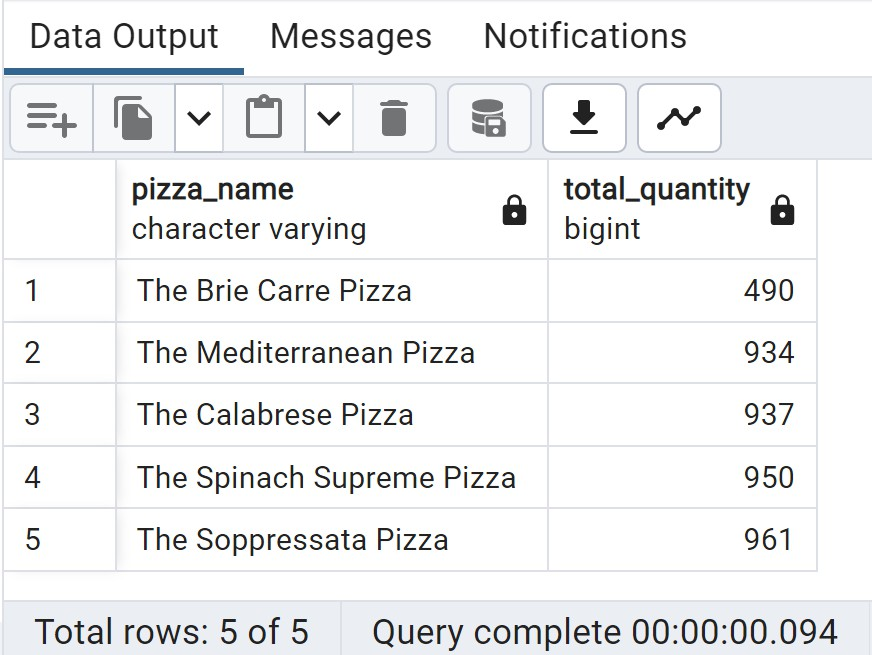 Data Output Messages Notifications
pizza_name total_quantity
character varying bigint
1 The Brie Carre Pizza 490
2 The Mediterranean Pizza 934
3 The Calabrese Pizza 937
4 The Spinach Supreme Pizza 950
5 The Soppressata Pizza 961
Total rows: 5 of 5 Query complete 00:00:00.094